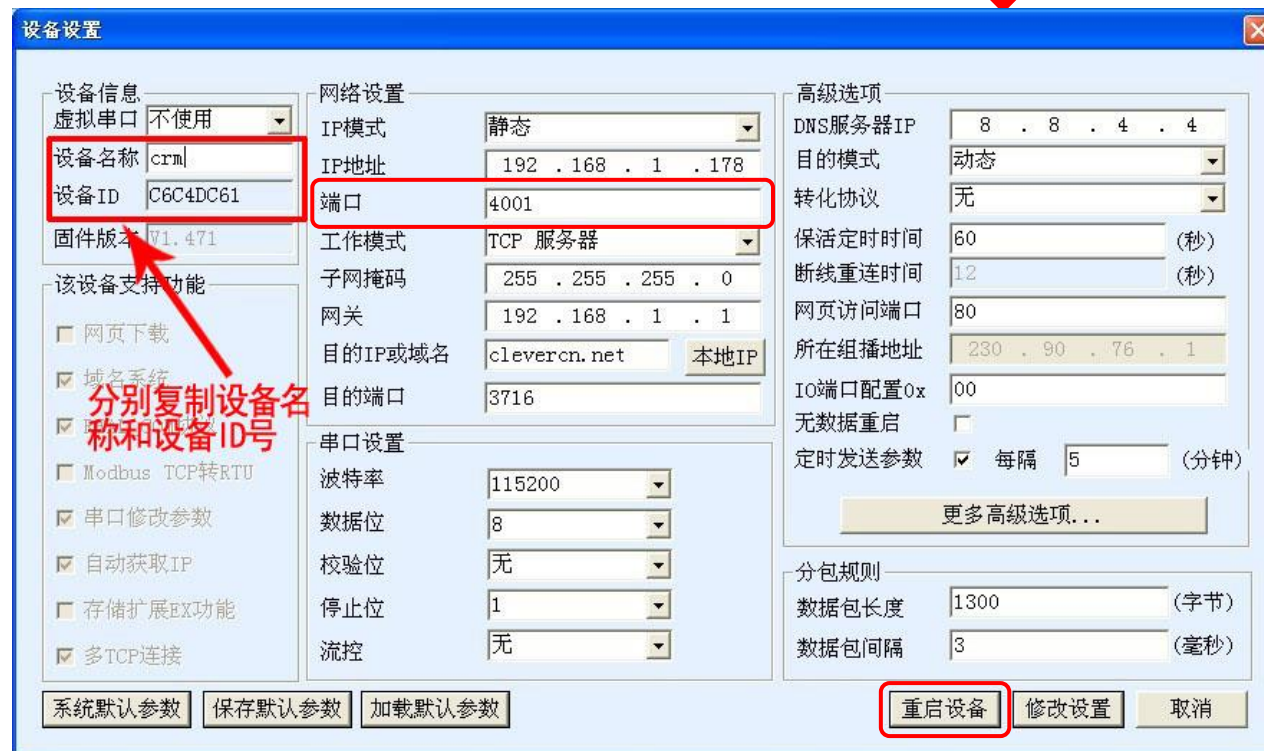 设备设置
设备信息
虚拟串口 不使用
设备名称 crm
设备ID C6C4DC61
固件版本 V1.471
该设备支持功能
网页下载
域名系统
分别复制设备名
称和设备ID号
Modbus TCP转RTU
串口修改参数
自动获取IP
存储扩展EX功能
多TCP连接
网络设置
IP模式 静态
IP地址 192 . 168 . 1 . 178
端口 4001
工作模式 TCP 服务器
子网掩码 255 . 255 . 255 . 0
网关 192 . 168 . 1 . 1
目的IP或域名 clevercn.net 本地IP
目的端口 3716
串口设置
波特率 115200
数据位 8
校验位 无
停止位 1
流控 无
高级选项
DNS服务器IP 8 . 8 . 4 . 4
目的模式 动态
转化协议 无
保活定时时间 60 (秒)
断线重连时间 12 (秒)
网页访问端口 80
所在组播地址 230 . 90 . 76 . 1
IO端口配置0x 00
无数据重启
定时发送参数 每隔 5 (分钟)
更多高级选项...
分包规则
数据包长度 1300 (字节)
数据包间隔 3 (毫秒)
系统默认参数 保存默认参数 加载默认参数 重启设备 修改设置 取消